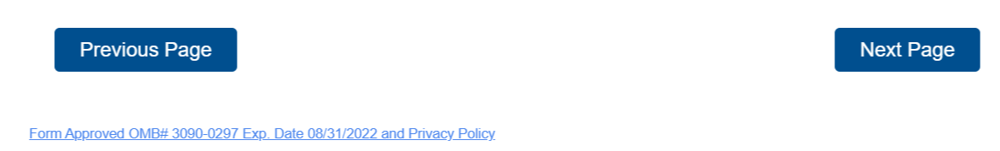 Previous Page
Next Page
Form Approved OMB# 3090-0297 Exp. Date 08/31/2022 and Privacy Policy